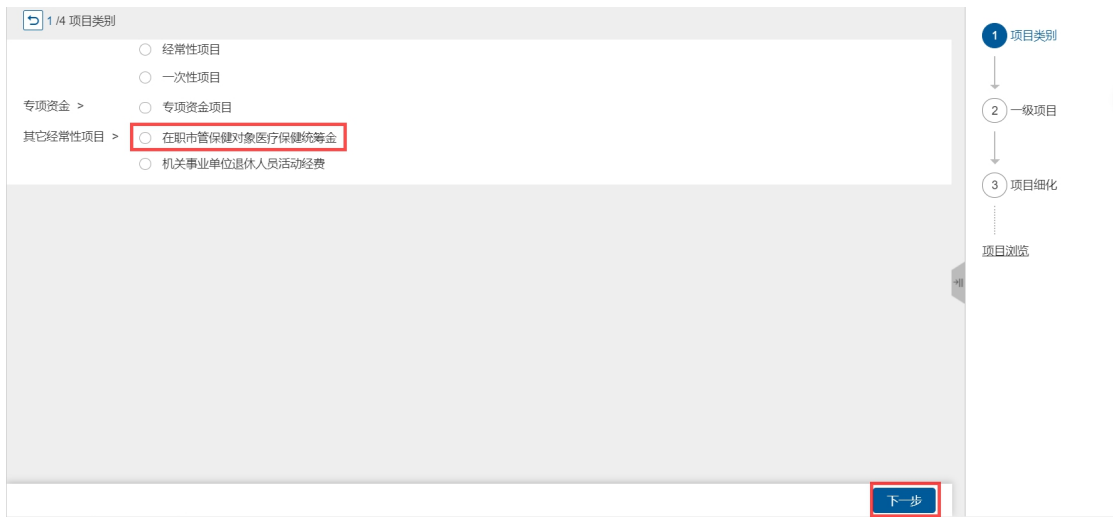 1 /4 项目类别
经常性项目
一次性项目
专项资金 >
专项资金项目
其它经常性项目 >
在职市管保健对象医疗保健统筹金
机关事业单位退休人员活动经费
下一步
1 项目类别
2 一级项目
3 项目细化
项目浏览